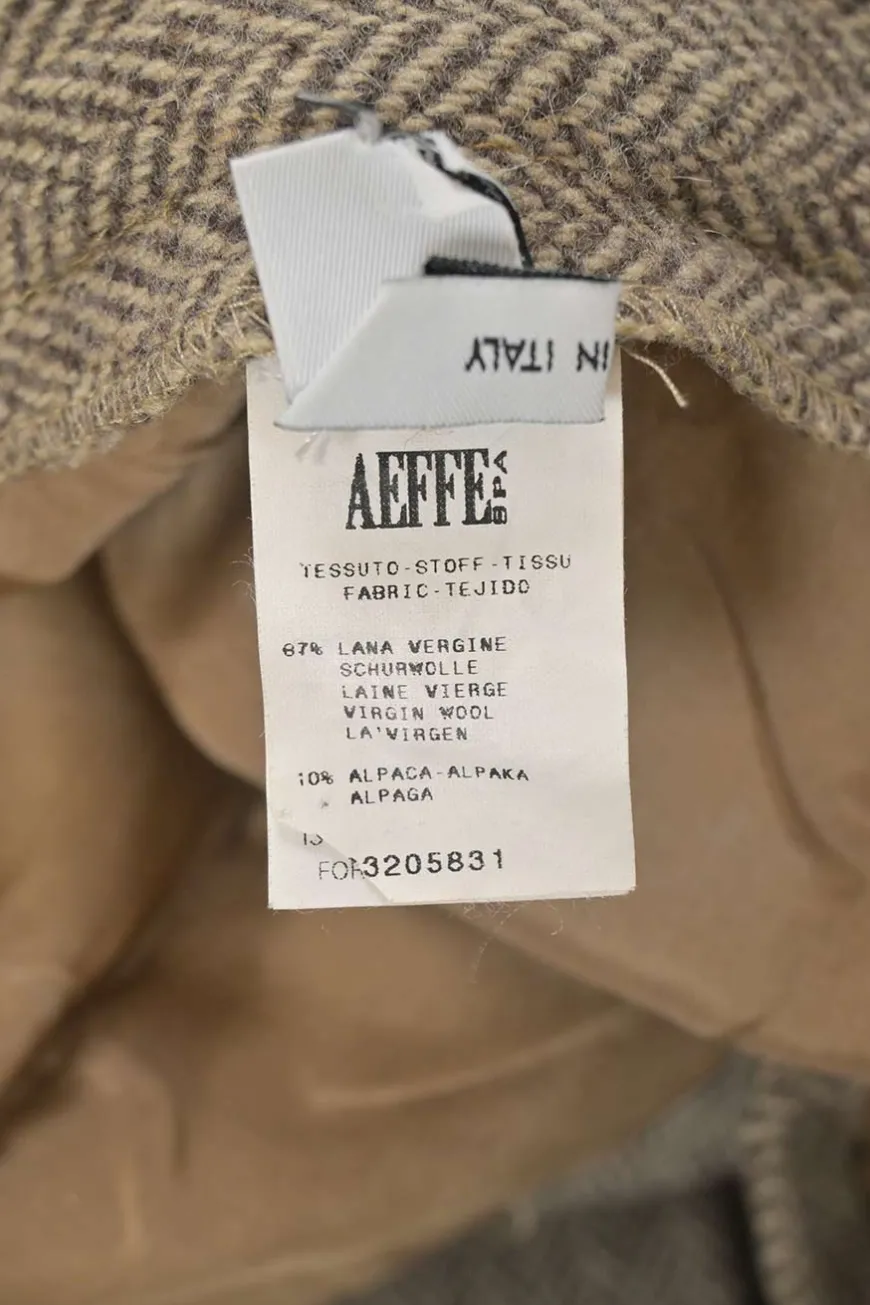 IN ITALY
AEFFE SPA
TESSUTO-STOFF-TISSU
FABRIC-TEJIDO
67% LANA VERGINE
SCHURWOLLE
LAINE VIERGE
VIRGIN WOOL
LA'VIRGEN
10% ALPACA-ALPAKA
ALPAGA
3205831